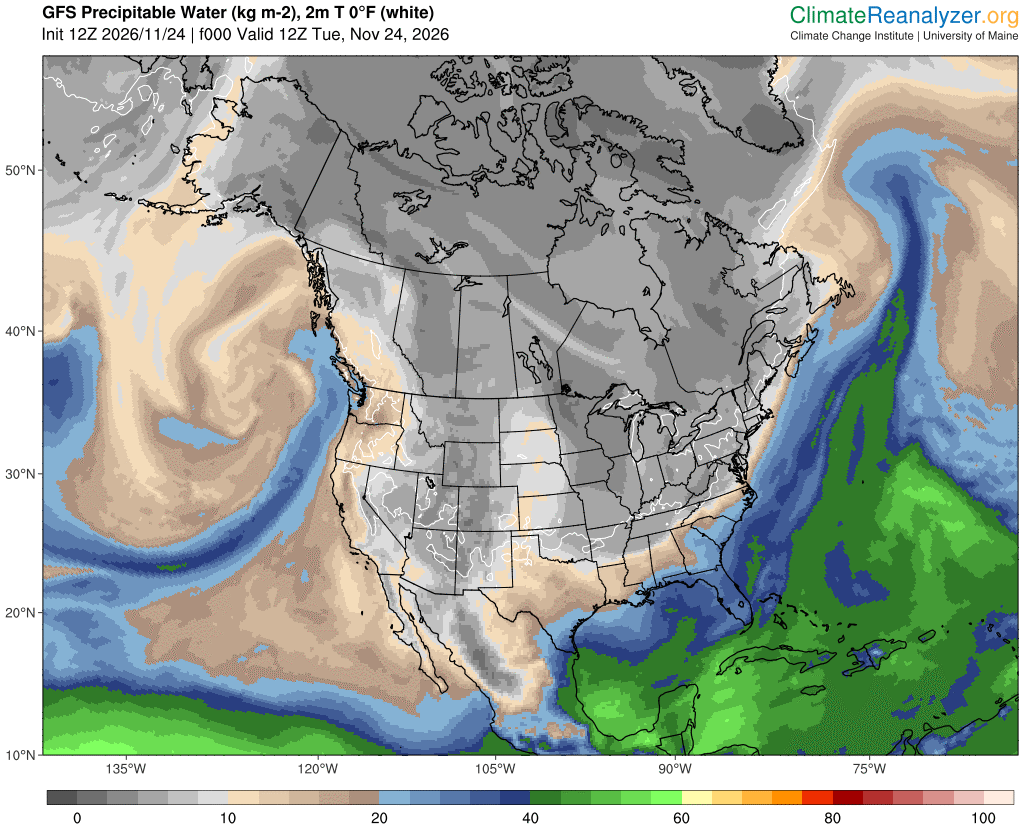 GFS Precipitable Water (kg m-2), 2m T 0°F (white)
Init 12Z 2026/11/24 | f000 Valid 12Z Tue, Nov 24, 2026
ClimateReanalyzer.org
Climate Change Institute | University of Maine
50°N
40°N
30°N
20°N
10°N
135°W 120°W 105°W 90°W 75°W
0 10 20 40 60 80 100